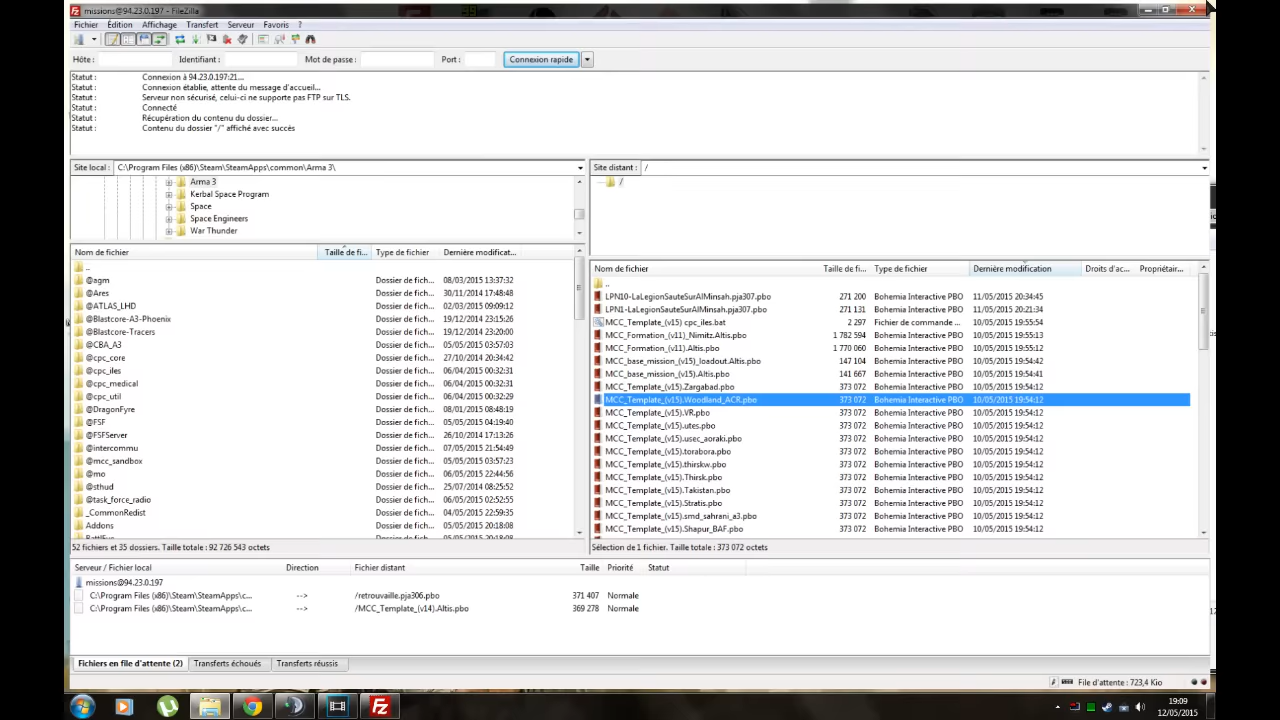 missions@94.23.0.197 - FileZilla
Fichier Édition Affichage Transfert Serveur Favoris ?
Hôte : Identifiant : Mot de passe : Port : Connexion rapide
Statut : Connexion à 94.23.0.197:21...
Statut : Connexion établie, attente du message d'accueil...
Statut : Serveur non sécurisé, celui-ci ne supporte pas FTP sur TLS.
Statut : Connecté
Statut : Récupération du contenu du dossier...
Statut : Contenu du dossier "/" affiché avec succès
Site local : C:\Program Files (x86)\Steam\SteamApps\common\Arma 3\
Arma 3
Kerbal Space Program
Space
Space Engineers
War Thunder
Nom de fichier Taille de fi... Type de fichier Dernière modificat...
..
@agm Dossier de fich... 08/03/2015 13:37:32
@Ares Dossier de fich... 30/11/2014 17:48:48
@ATLAS_LHD Dossier de fich... 02/03/2015 09:09:12
@Blastcore-A3-Phoenix Dossier de fich... 19/12/2014 23:15:26
@Blastcore-Tracers Dossier de fich... 19/12/2014 23:20:00
@CBA_A3 Dossier de fich... 05/05/2015 03:57:03
@cpc_core Dossier de fich... 27/10/2014 20:34:42
@cpc_iles Dossier de fich... 06/04/2015 00:32:31
@cpc_medical Dossier de fich... 06/04/2015 00:32:31
@cpc_util Dossier de fich... 06/04/2015 00:32:29
@DragonFyre Dossier de fich... 08/01/2015 08:48:19
@FSF Dossier de fich... 05/05/2015 04:19:40
@FSFServer Dossier de fich... 26/10/2014 17:13:26
@intercommu Dossier de fich... 07/05/2015 21:54:49
@mcc_sandbox Dossier de fich... 05/05/2015 03:57:23
@mo Dossier de fich... 06/05/2015 22:44:56
@sthud Dossier de fich... 25/07/2014 08:25:52
@task_force_radio Dossier de fich... 06/05/2015 02:52:55
_CommonRedist Dossier de fich... 04/05/2015 22:59:35
Addons Dossier de fich... 05/05/2015 20:18:08
52 fichiers et 35 dossiers. Taille totale : 92 726 543 octets
Site distant : /
/
Nom de fichier Taille de fi... Type de fichier Dernière modification Droits d'ac... Propriétair...
..
LPN10-LaLegionSauteSurAlMinsah.pja307.pbo 271 200 Bohemia Interactive PBO 11/05/2015 20:34:45
LPN1-LaLegionSauteSurAlMinsah.pja307.pbo 271 131 Bohemia Interactive PBO 11/05/2015 20:21:34
MCC_Template_(v15) cpc_iles.bat 2 297 Fichier de commande ... 10/05/2015 19:55:54
MCC_Formation_(v11)_Nimitz.Altis.pbo 1 782 594 Bohemia Interactive PBO 10/05/2015 19:55:13
MCC_Formation_(v11).Altis.pbo 1 770 060 Bohemia Interactive PBO 10/05/2015 19:55:12
MCC_base_mission_(v15)_loadout.Altis.pbo 147 104 Bohemia Interactive PBO 10/05/2015 19:54:42
MCC_base_mission_(v15).Altis.pbo 141 667 Bohemia Interactive PBO 10/05/2015 19:54:41
MCC_Template_(v15).Zargabad.pbo 373 072 Bohemia Interactive PBO 10/05/2015 19:54:12
MCC_Template_(v15).Woodland_ACR.pbo 373 072 Bohemia Interactive PBO 10/05/2015 19:54:12
MCC_Template_(v15).VR.pbo 373 072 Bohemia Interactive PBO 10/05/2015 19:54:12
MCC_Template_(v15).utes.pbo 373 072 Bohemia Interactive PBO 10/05/2015 19:54:12
MCC_Template_(v15).usec_aoraki.pbo 373 072 Bohemia Interactive PBO 10/05/2015 19:54:12
MCC_Template_(v15).torabora.pbo 373 072 Bohemia Interactive PBO 10/05/2015 19:54:12
MCC_Template_(v15).thirskw.pbo 373 072 Bohemia Interactive PBO 10/05/2015 19:54:12
MCC_Template_(v15).Thirsk.pbo 373 072 Bohemia Interactive PBO 10/05/2015 19:54:12
MCC_Template_(v15).Takistan.pbo 373 072 Bohemia Interactive PBO 10/05/2015 19:54:12
MCC_Template_(v15).Stratis.pbo 373 072 Bohemia Interactive PBO 10/05/2015 19:54:12
MCC_Template_(v15).smd_sahrani_a3.pbo 373 072 Bohemia Interactive PBO 10/05/2015 19:54:12
MCC_Template_(v15).Shapur_BAF.pbo 373 072 Bohemia Interactive PBO 10/05/2015 19:54:12
Sélection de 1 fichier. Taille totale : 373 072 octets
Serveur / Fichier local Direction Fichier distant Taille Priorité Statut
missions@94.23.0.197
C:\Program Files (x86)\Steam\SteamApps\c... --> /retrouvaille.pja306.pbo 371 407 Normale
C:\Program Files (x86)\Steam\SteamApps\c... --> /MCC_Template_(v14).Altis.pbo 369 278 Normale
Fichiers en file d'attente (2) Transferts échoués Transferts réussis
File d'attente : 723,4 Kio
19:09
12/05/2015